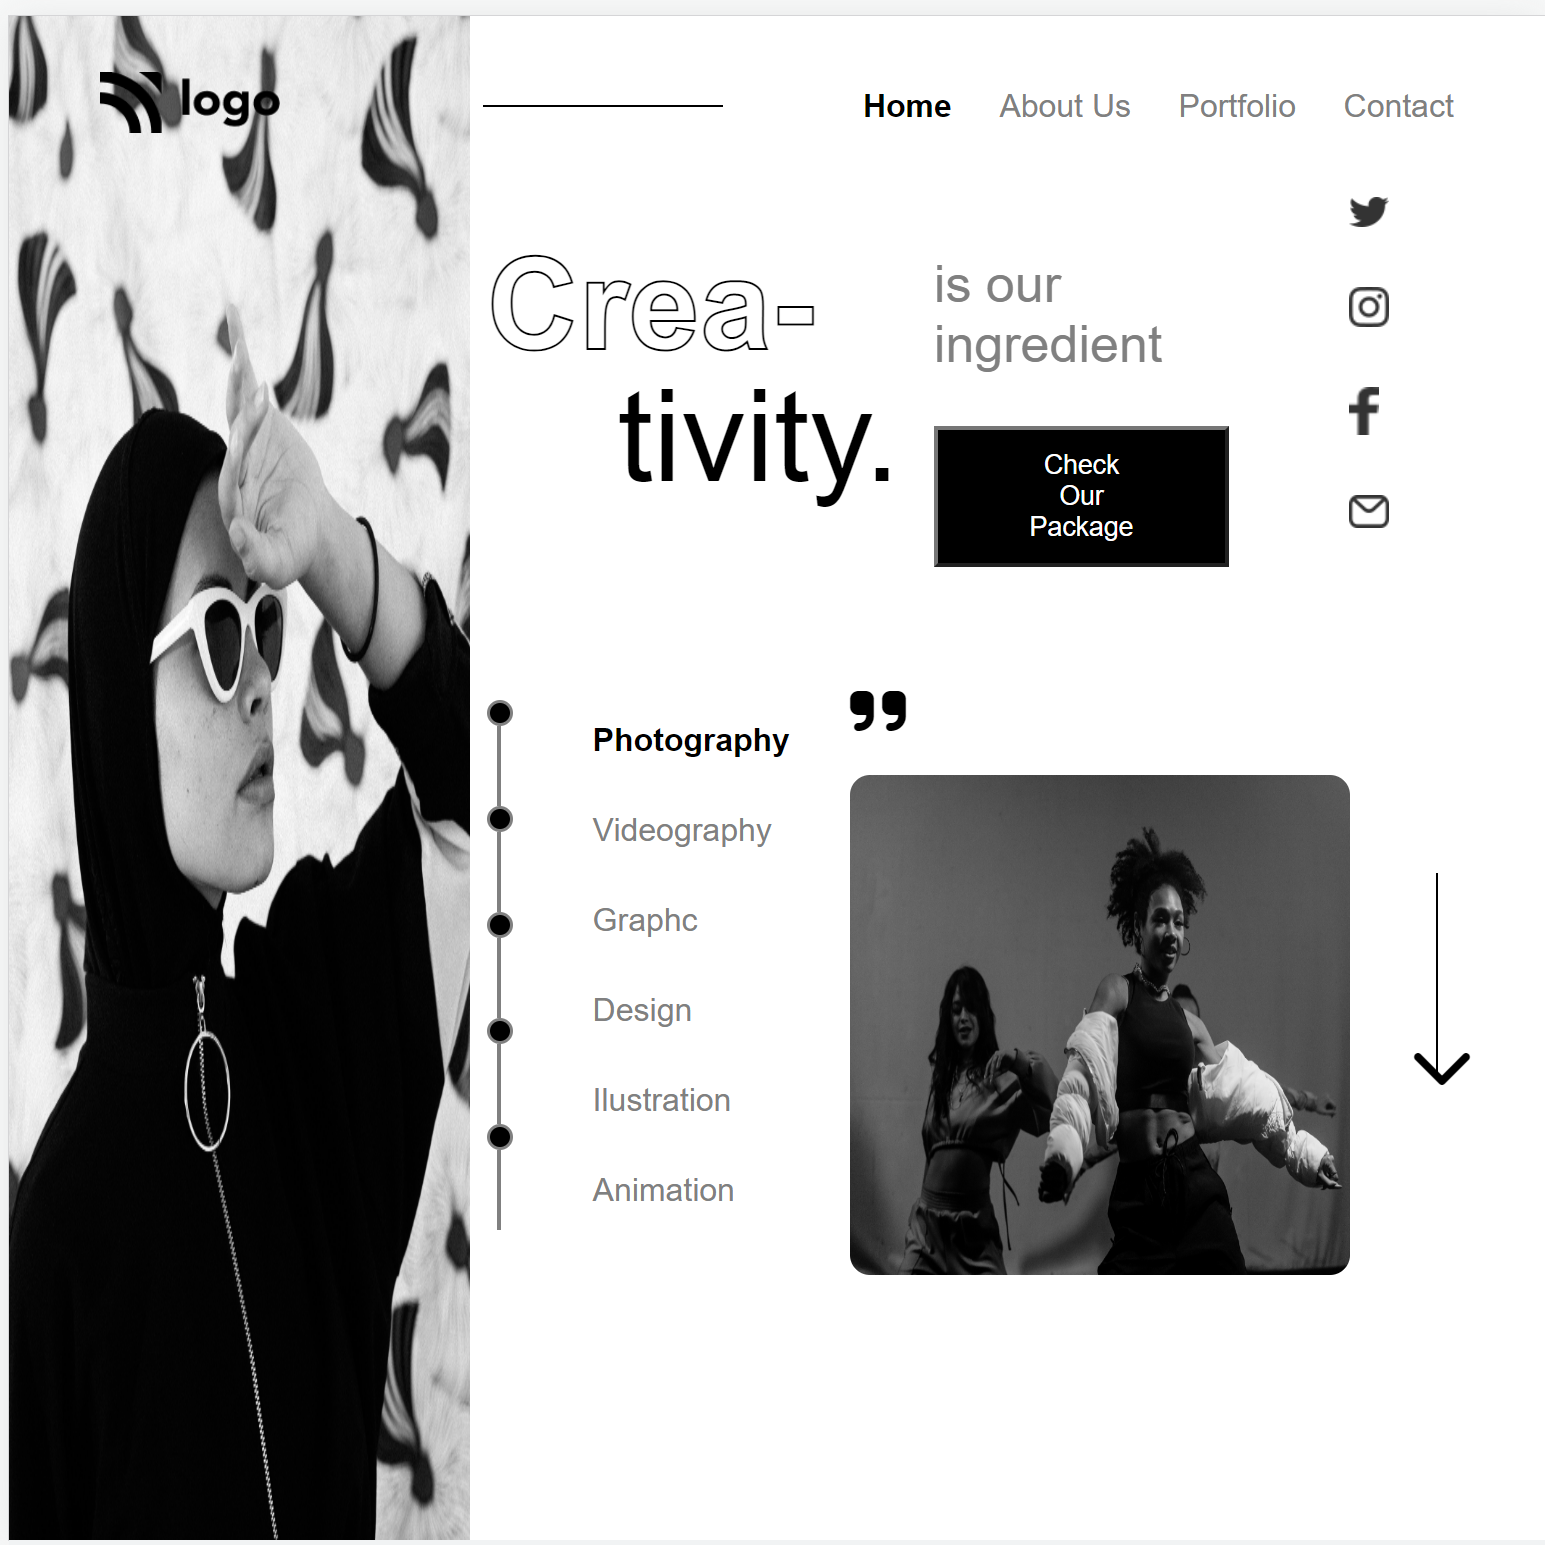 logo
Home About Us Portfolio Contact
Crea-
tivity.
is our
ingredient
Check
Our
Package
Photography
Videography
Graphc
Design
Ilustration
Animation